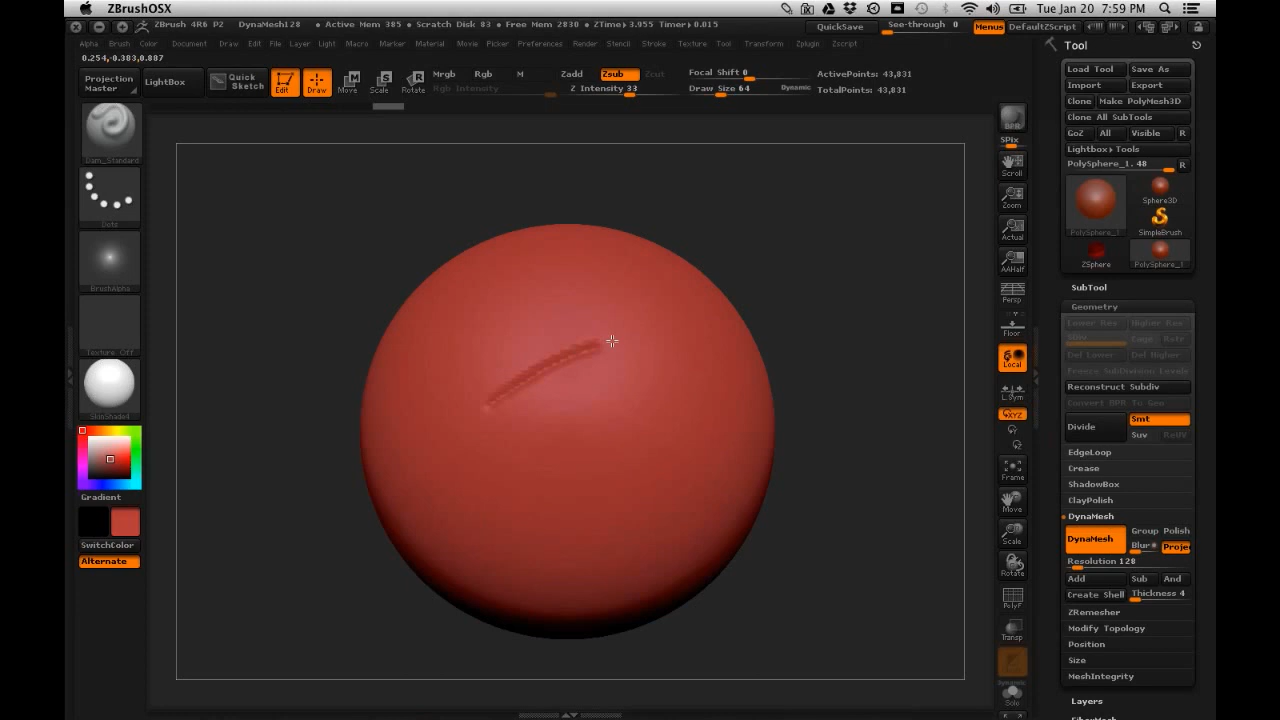 ZBrushOSX
Tue Jan 20 7:59 PM
ZBrush 4R6 P2 DynaMesh128 • Active Mem 385 • Scratch Disk 83 • Free Mem 2830 • ZTime▸3.955 Timer▸0.015
QuickSave See-through 0 Menus DefaultZScript
Alpha Brush Color Document Draw Edit File Layer Light Macro Marker Material Movie Picker Preferences Render Stencil Stroke Texture Tool Transform Zplugin Zscript
0.254,-0.383,0.887
Projection Master
LightBox
Quick Sketch
Edit
Draw
Move
Scale
Rotate
Mrgb Rgb M
Rgb Intensity
Zadd Zsub Zcut
Z Intensity 33
Focal Shift 0
Draw Size 64 Dynamic
ActivePoints: 43,831
TotalPoints: 43,831
Dam_Standard
Dots
BrushAlpha
Texture Off
SkinShade4
Gradient
SwitchColor
Alternate
BPR
SPix
Scroll
Zoom
Actual
AAHalf
Persp
Floor
Local
L.Sym
XYZ
Frame
Move
Scale
Rotate
PolyF
Transp
Dynamic
Solo
Tool
Load Tool Save As
Import Export
Clone Make PolyMesh3D
Clone All SubTools
GoZ All Visible R
Lightbox▸Tools
PolySphere_1. 48 R
PolySphere_1
Sphere3D
SimpleBrush
ZSphere
PolySphere_1
SubTool
Geometry
Lower Res Higher Res
SDiv Cage Rstr
Del Lower Del Higher
Freeze SubDivision Levels
Reconstruct Subdiv
Convert BPR To Geo
Divide Smt
Suv ReUV
EdgeLoop
Crease
ShadowBox
ClayPolish
DynaMesh
DynaMesh Group Polish
Blur Projec
Resolution 128
Add Sub And
Create Shell Thickness 4
ZRemesher
Modify Topology
Position
Size
MeshIntegrity
Layers